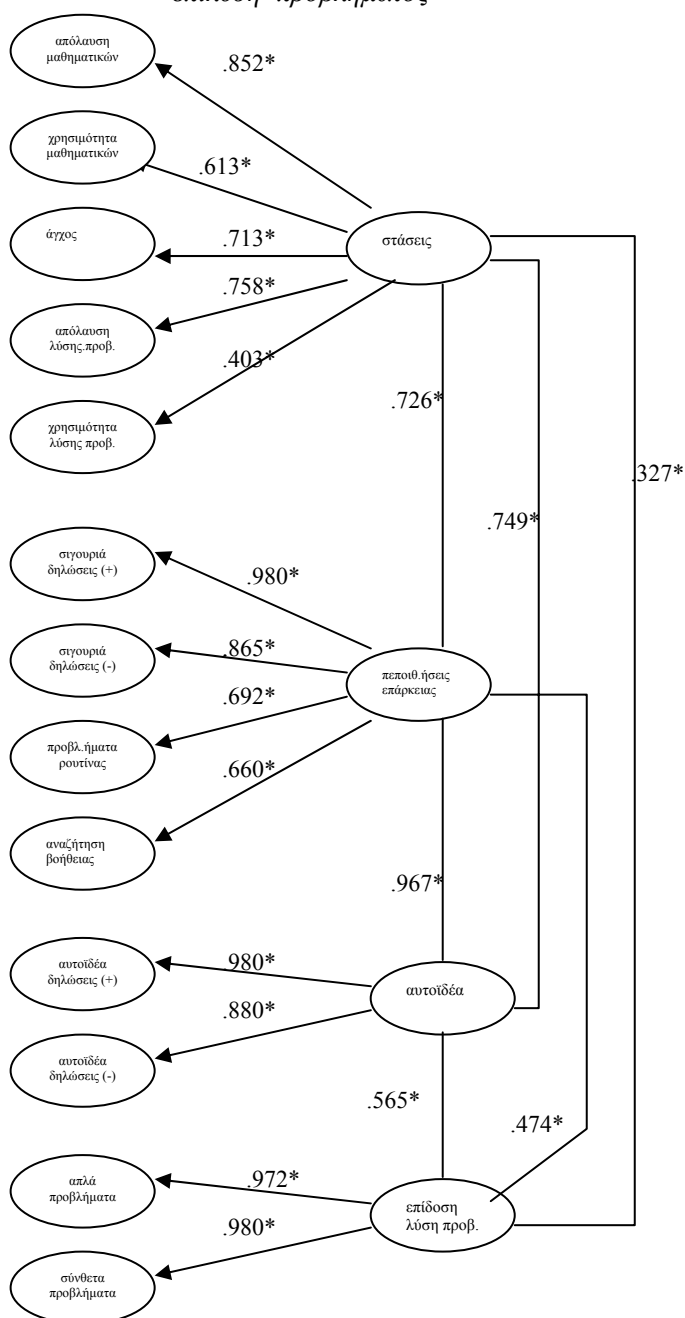 επίλυση προβλήματος
απόλαυση
μαθηματικών
.852*
χρησιμότητα
μαθηματικών
.613*
άγχος
.713*
στάσεις
.758*
απόλαυση
λύσης.προβ.
.403*
χρησιμότητα
λύσης προβ.
.726*
.327*
.749*
σιγουριά
δηλώσεις (+)
.980*
σιγουριά
δηλώσεις (-)
.865*
πεποιθ.ήσεις
επάρκειας
.692*
προβλ.ήματα
ρουτίνας
.660*
αναζήτηση
βοήθειας
.967*
αυτοϊδέα
δηλώσεις (+)
.980*
αυτοϊδέα
.880*
αυτοϊδέα
δηλώσεις (-)
.565*
.474*
απλά
προβλήματα
.972*
επίδοση
λύση προβ.
.980*
σύνθετα
προβλήματα